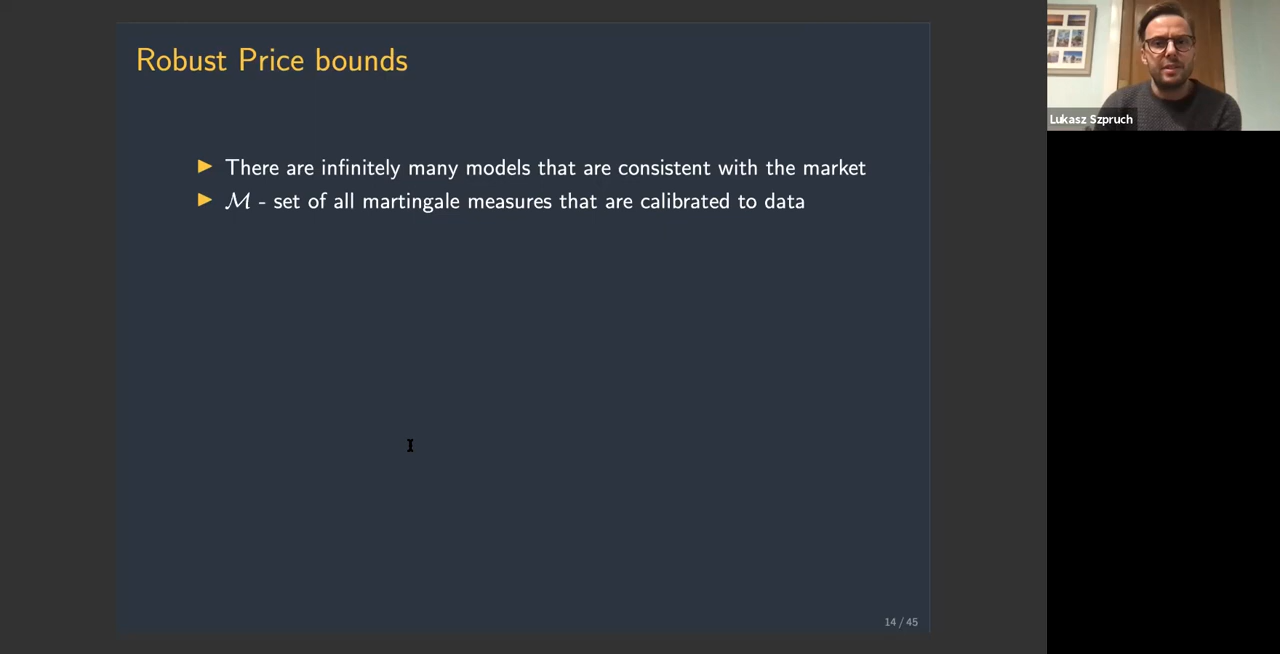 Robust Price bounds
▶ There are infinitely many models that are consistent with the market
▶ ℳ - set of all martingale measures that are calibrated to data
14 / 45
Lukasz Szpruch